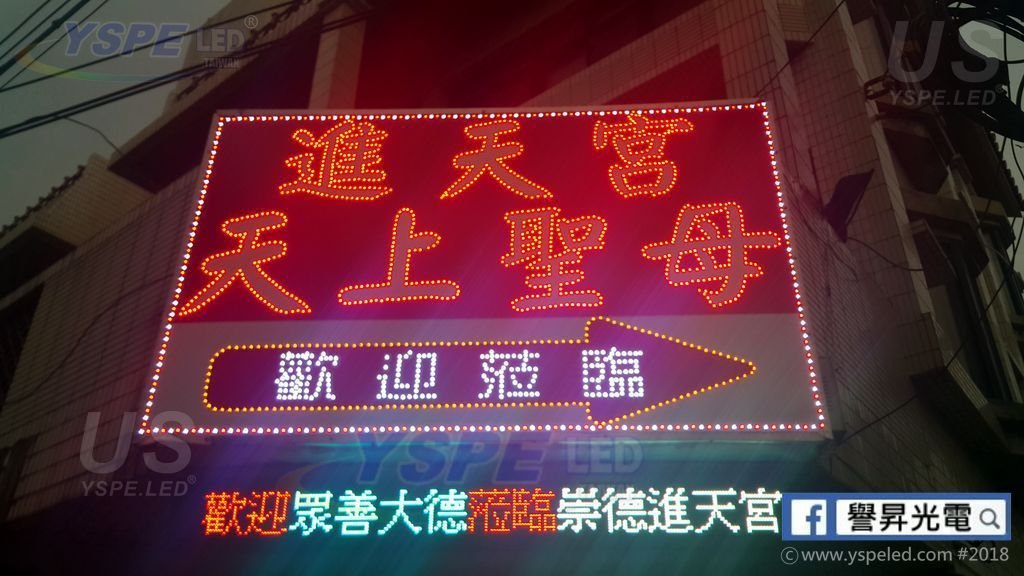 YSPE LED®
TAIWAN
US
YSPE.LED
進天宮
天上聖母
歡迎蒞臨
US
YSPE.LED®
YSPE LED
歡迎眾善大德蒞臨崇德進天宮
f 譽昇光電
© www.yspeled.com #2018